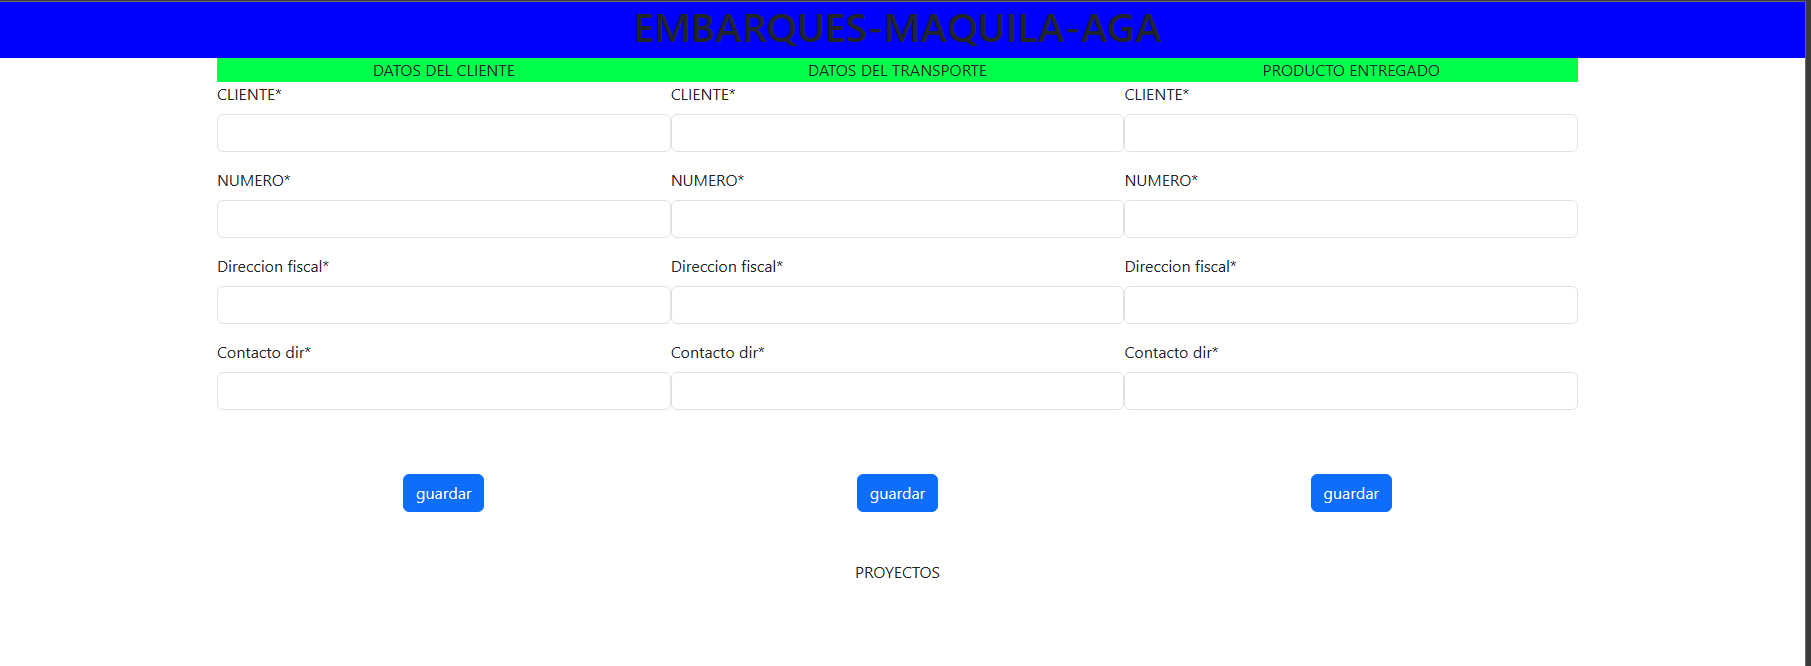 EMBARQUES-MAQUILA-AGA
DATOS DEL CLIENTE DATOS DEL TRANSPORTE PRODUCTO ENTREGADO
CLIENTE* CLIENTE* CLIENTE*
NUMERO* NUMERO* NUMERO*
Direccion fiscal* Direccion fiscal* Direccion fiscal*
Contacto dir* Contacto dir* Contacto dir*
guardar guardar guardar
PROYECTOS